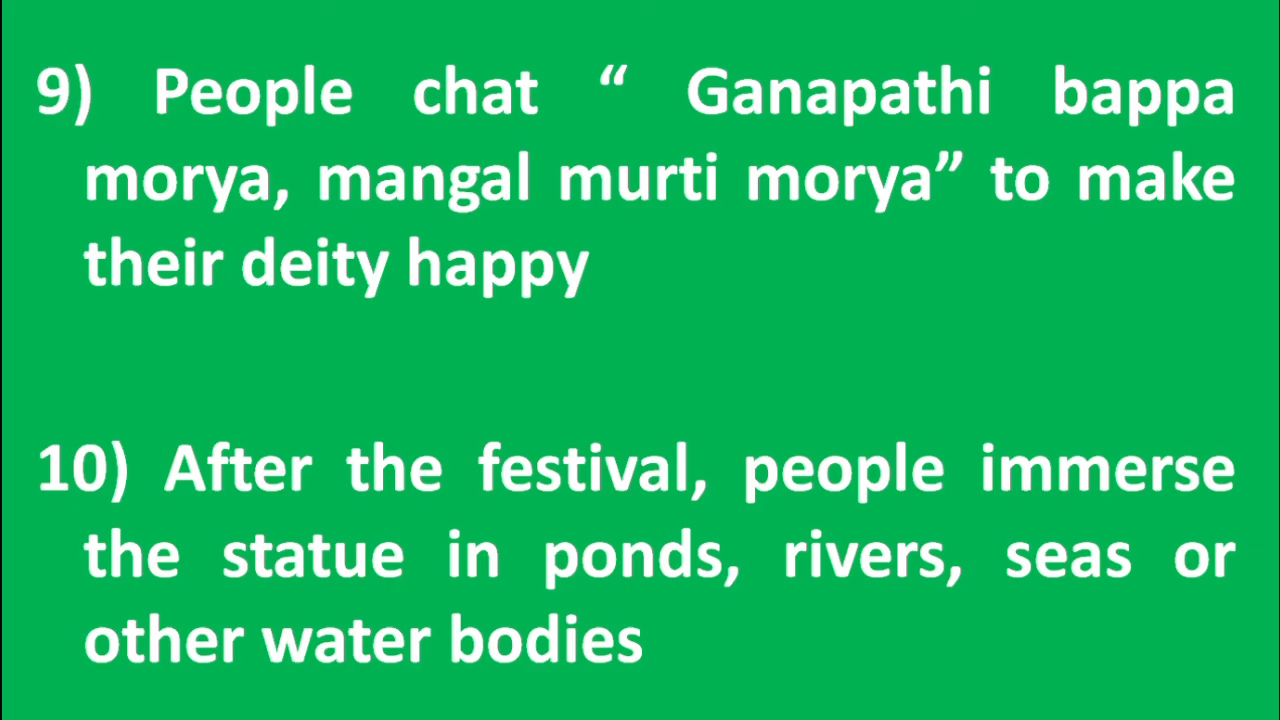 9) People chat “ Ganapathi bappa
morya, mangal murti morya” to make
their deity happy
10) After the festival, people immerse
the statue in ponds, rivers, seas or
other water bodies